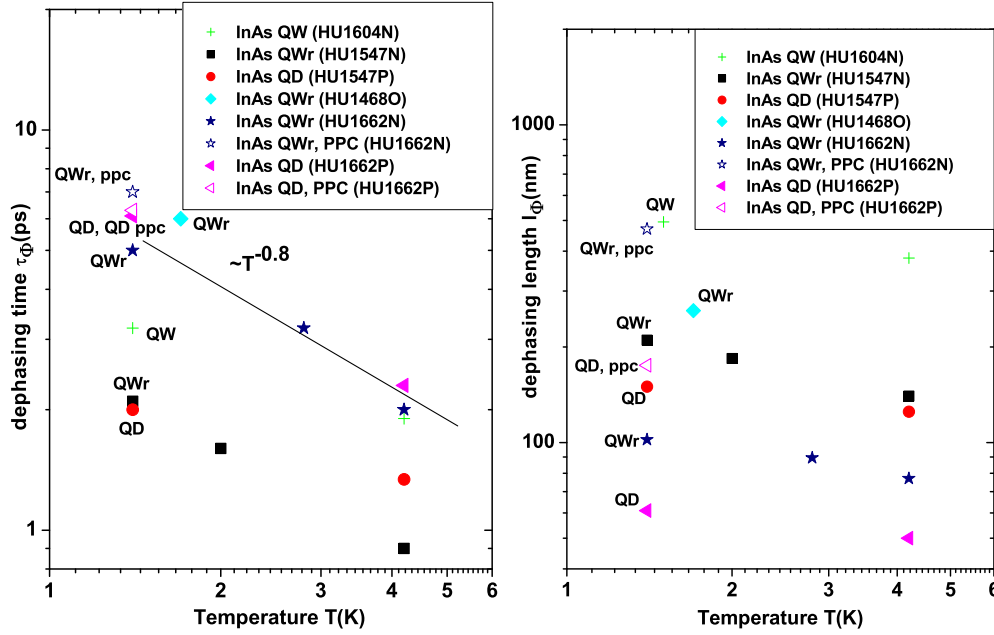 InAs QW (HU1604N)
InAs QWr (HU1547N)
InAs QD (HU1547P)
InAs QWr (HU1468O)
InAs QWr (HU1662N)
InAs QWr, PPC (HU1662N)
InAs QD (HU1662P)
InAs QD, PPC (HU1662P)
10
1
dephasing time τΦ(ps)
QWr, ppc
QD, QD ppc
QWr
QWr
~T-0.8
QW
QWr
QD
1
2
3
4
5
6
Temperature T(K)
InAs QW (HU1604N)
InAs QWr (HU1547N)
InAs QD (HU1547P)
InAs QWr (HU1468O)
InAs QWr (HU1662N)
InAs QWr, PPC (HU1662N)
InAs QD (HU1662P)
InAs QD, PPC (HU1662P)
1000
100
dephasing length lΦ(nm)
QW
QWr, ppc
QWr
QWr
QD, ppc
QD
QWr
QD
1
2
3
4
5
6
Temperature T(K)